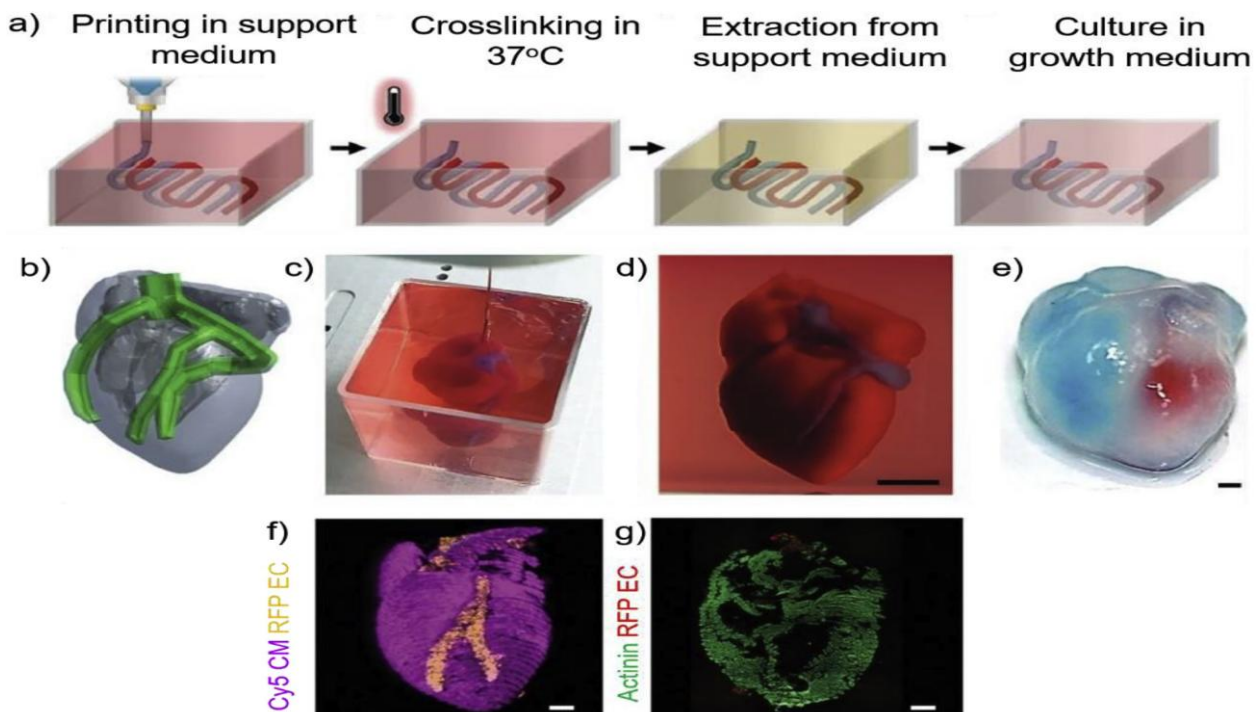 a)
Printing in support
medium
Crosslinking in
37°C
Extraction from
support medium
Culture in
growth medium
b)
c)
d)
e)
f)
Cy5 CM RFP EC
g)
Actinin RFP EC